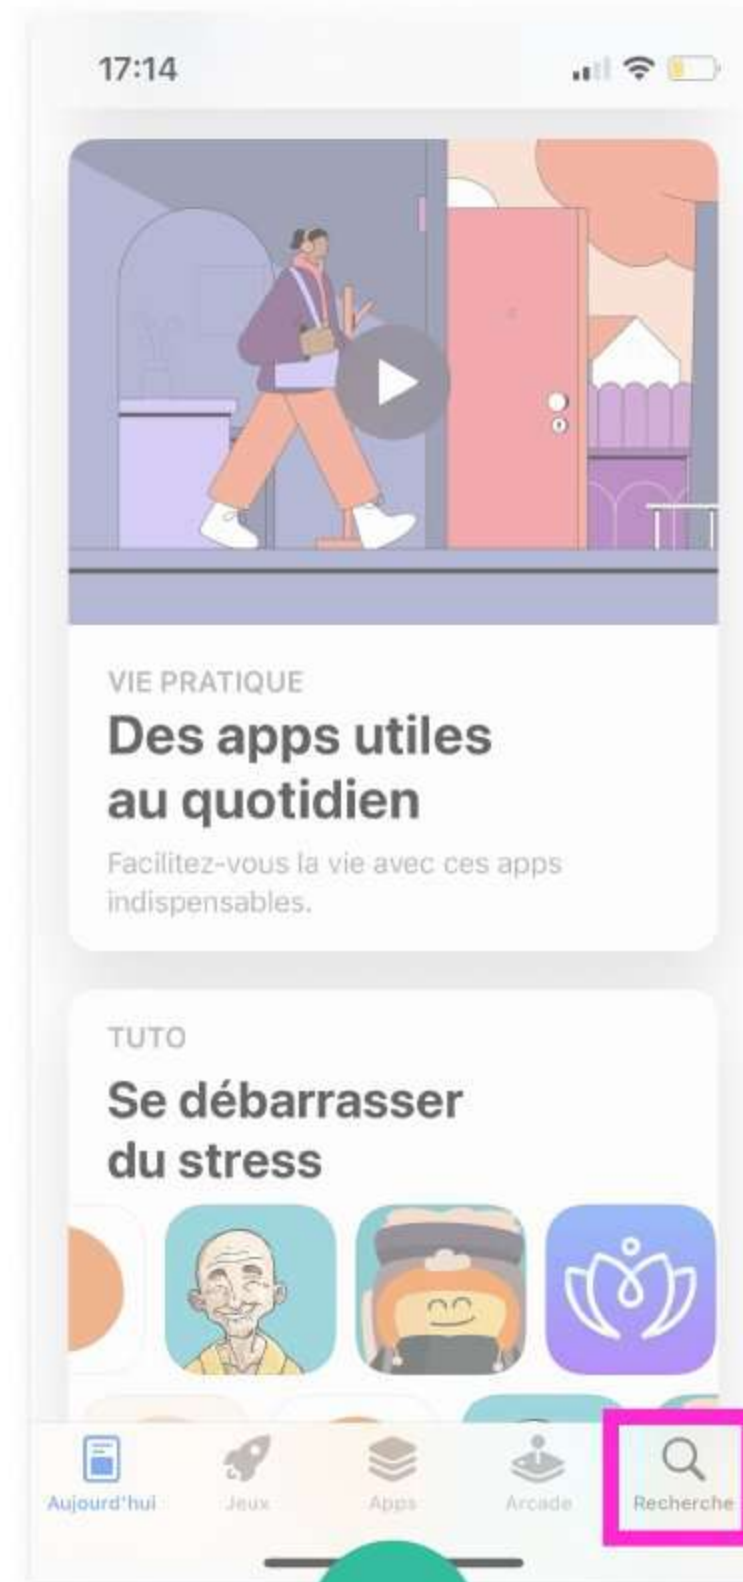 17:14
VIE PRATIQUE
Des apps utiles
au quotidien
Facilitez-vous la vie avec ces apps
indispensables.
TUTO
Se débarrasser
du stress
Aujourd'hui
Jeux
Apps
Arcade
Recherche